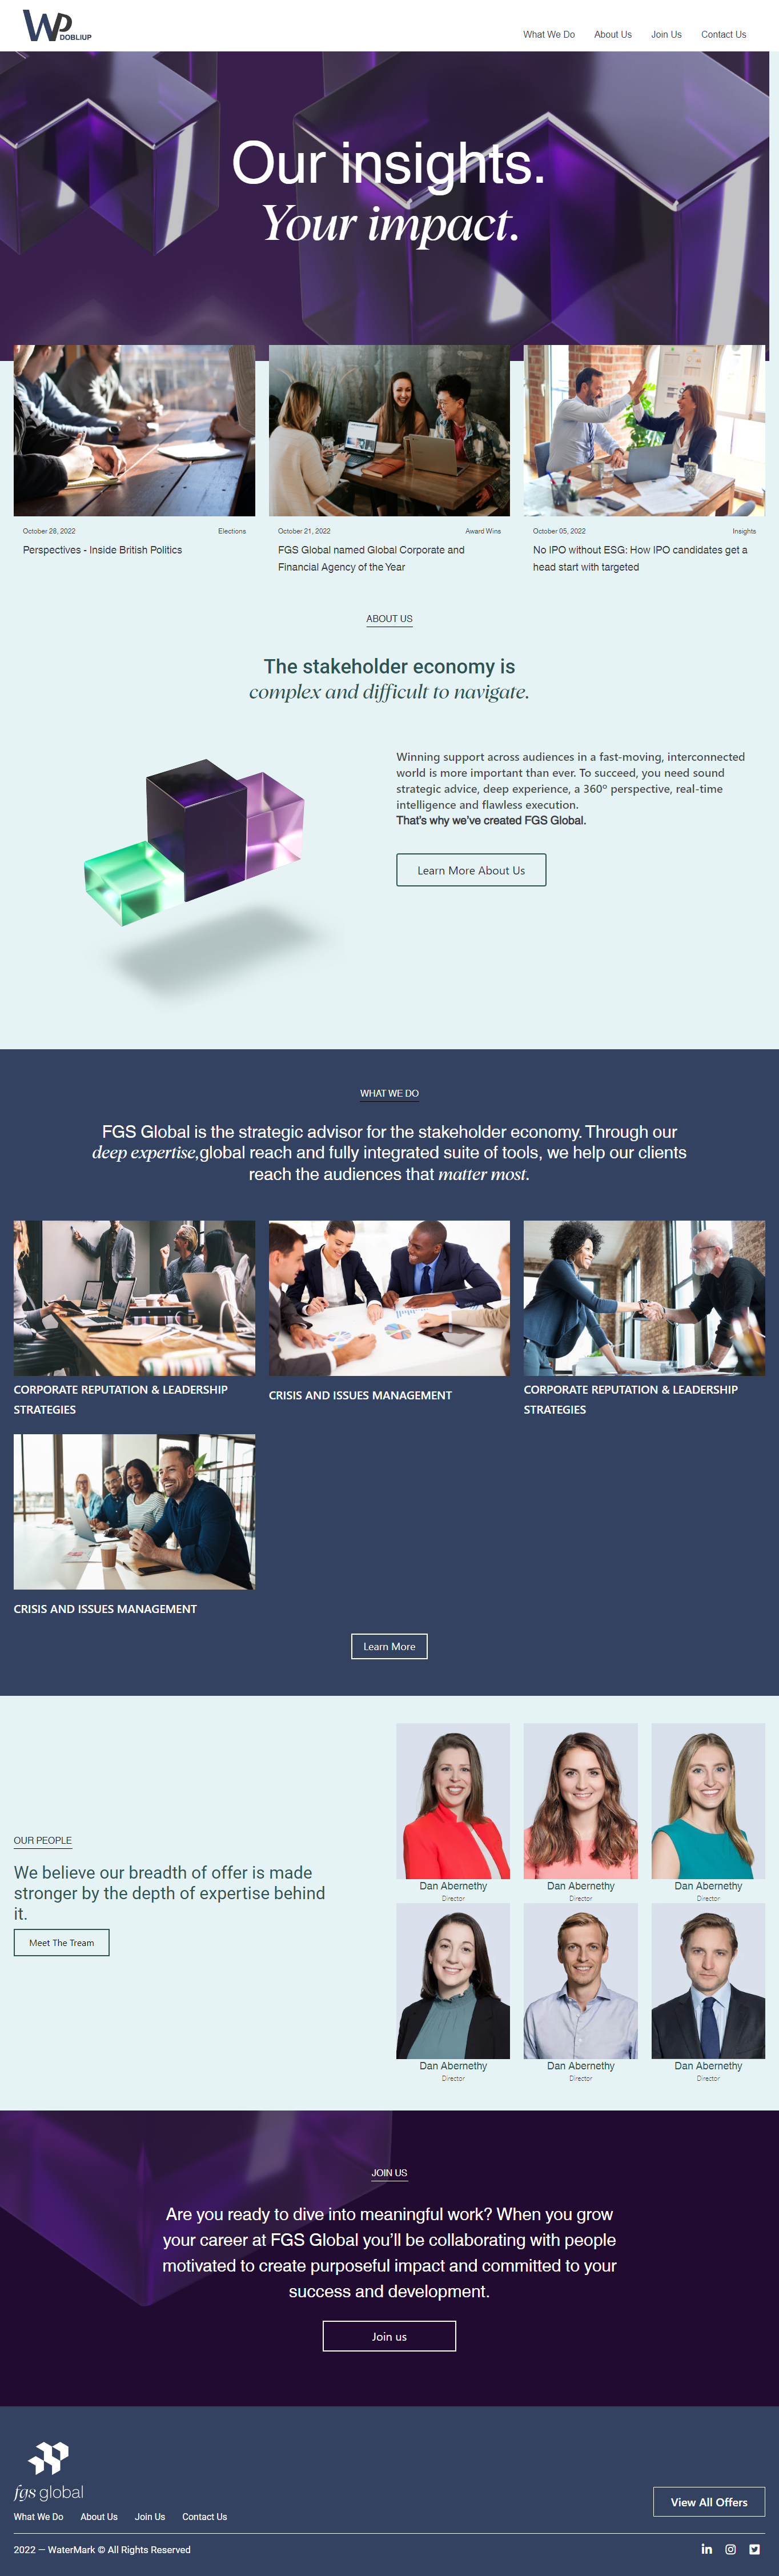 WP
DOBLIUP
What We Do About Us Join Us Contact Us
Our insights.
Your impact.
October 28, 2022 Elections
Perspectives - Inside British Politics
October 21, 2022 Award Wins
FGS Global named Global Corporate and
Financial Agency of the Year
October 05, 2022 Insights
No IPO without ESG: How IPO candidates get a
head start with targeted
ABOUT US
The stakeholder economy is
complex and difficult to navigate.
Winning support across audiences in a fast-moving, interconnected
world is more important than ever. To succeed, you need sound
strategic advice, deep experience, a 360º perspective, real-time
intelligence and flawless execution.
That’s why we’ve created FGS Global.
Learn More About Us
WHAT WE DO
FGS Global is the strategic advisor for the stakeholder economy. Through our
deep expertise,global reach and fully integrated suite of tools, we help our clients
reach the audiences that matter most.
CORPORATE REPUTATION & LEADERSHIP
STRATEGIES
CRISIS AND ISSUES MANAGEMENT
CORPORATE REPUTATION & LEADERSHIP
STRATEGIES
CRISIS AND ISSUES MANAGEMENT
Learn More
OUR PEOPLE
We believe our breadth of offer is made
stronger by the depth of expertise behind
it.
Meet The Tream
Dan Abernethy
Director
Dan Abernethy
Director
Dan Abernethy
Director
Dan Abernethy
Director
Dan Abernethy
Director
Dan Abernethy
Director
JOIN US
Are you ready to dive into meaningful work? When you grow
your career at FGS Global you’ll be collaborating with people
motivated to create purposeful impact and committed to your
success and development.
Join us
fgs global
What We Do About Us Join Us Contact Us
View All Offers
2022 — WaterMark © All Rights Reserved